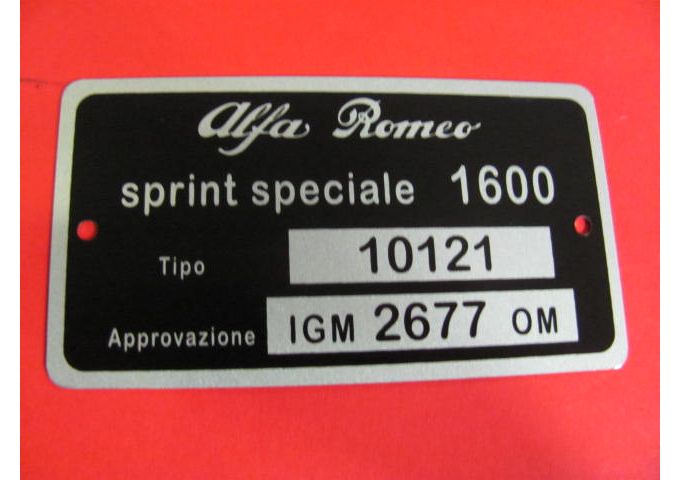 Alfa Romeo
sprint speciale 1600
Tipo 10121
Approvazione IGM 2677 OM